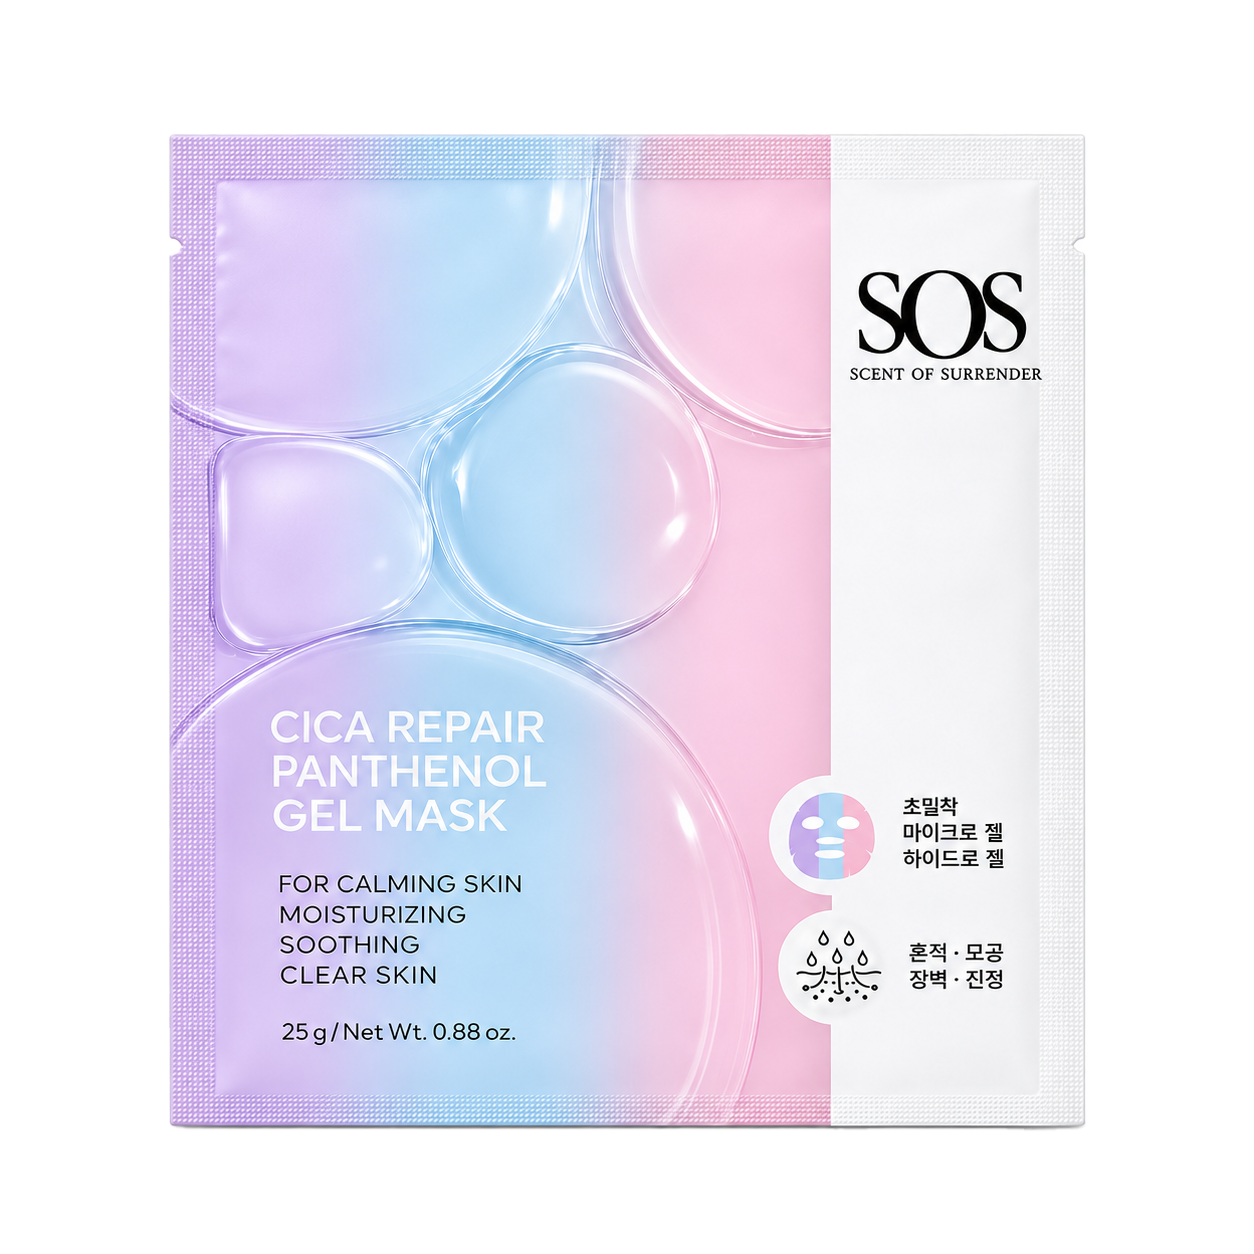 SOS
SCENT OF SURRENDER
CICA REPAIR
PANTHENOL
GEL MASK
FOR CALMING SKIN
MOISTURIZING
SOOTHING
CLEAR SKIN
25 g / Net Wt. 0.88 oz.
초밀착
마이크로 젤
하이드로 젤
흔적 · 모공
장벽 · 진정